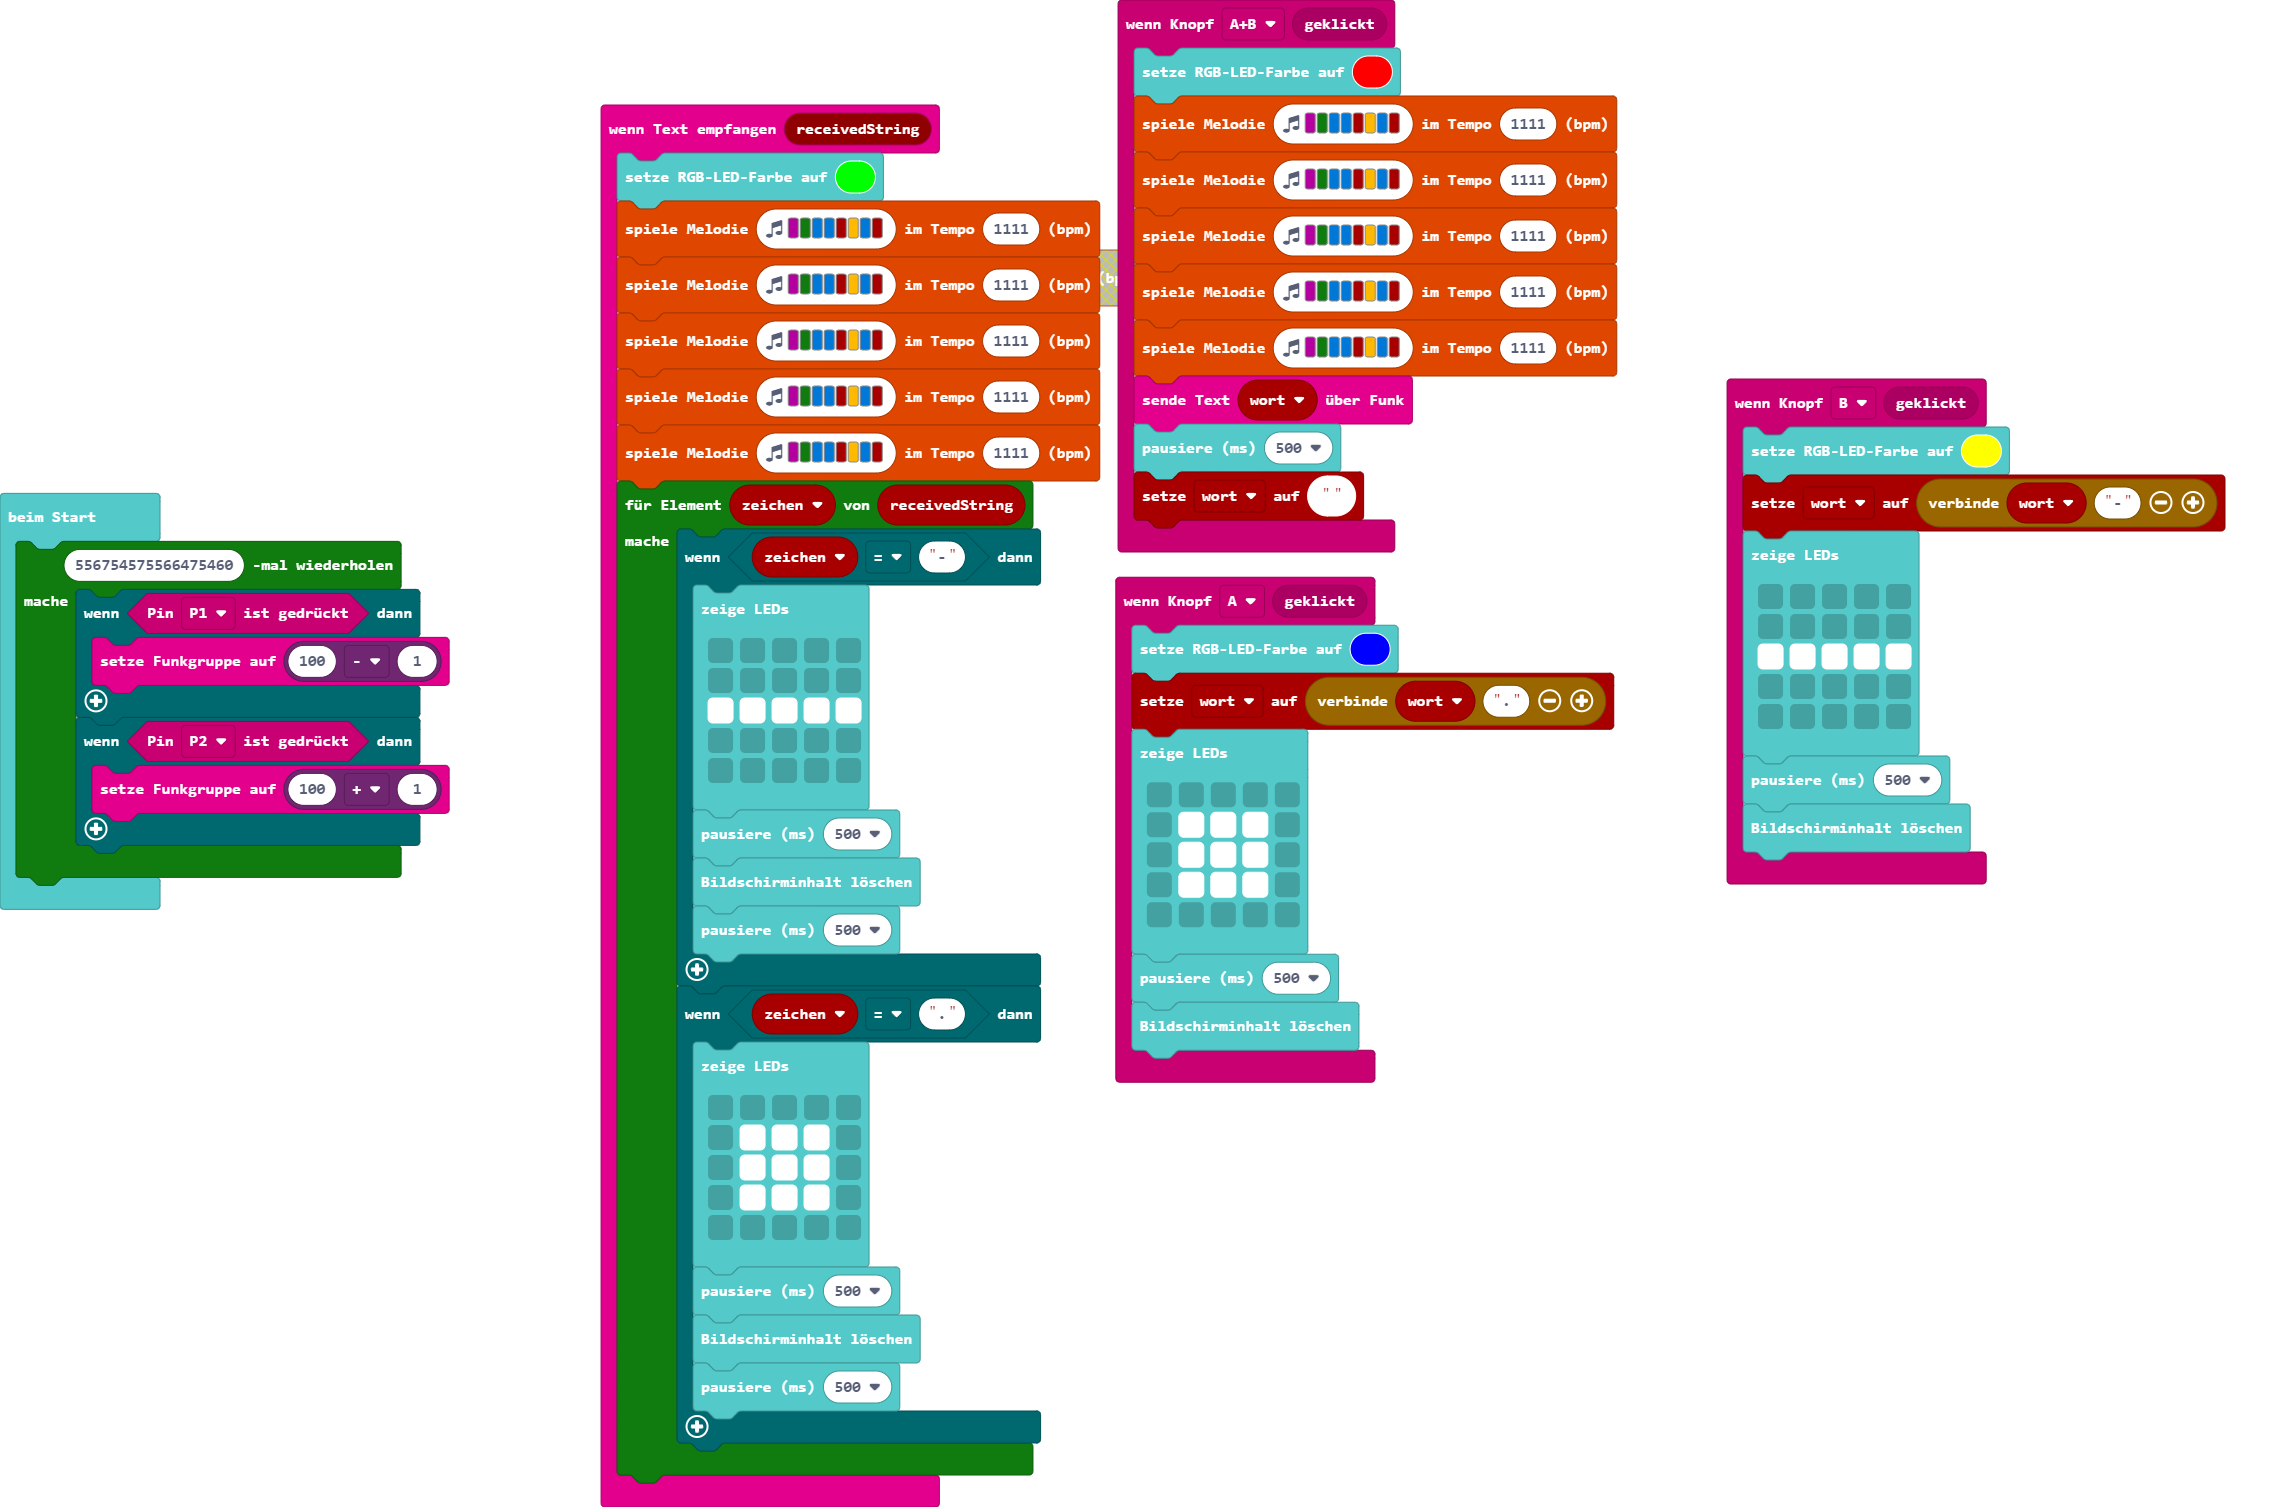 beim Start
556754575566475460 -mal wiederholen
mache
wenn Pin P1 ist gedrückt dann
setze Funkgruppe auf 100 - 1
wenn Pin P2 ist gedrückt dann
setze Funkgruppe auf 100 + 1
wenn Text empfangen receivedString
setze RGB-LED-Farbe auf
spiele Melodie im Tempo 1111 (bpm)
spiele Melodie im Tempo 1111 (bpm)
spiele Melodie im Tempo 1111 (bpm)
spiele Melodie im Tempo 1111 (bpm)
spiele Melodie im Tempo 1111 (bpm)
für Element zeichen von receivedString
mache
wenn zeichen = "-" dann
zeige LEDs
pausiere (ms) 500
Bildschirminhalt löschen
pausiere (ms) 500
wenn zeichen = "." dann
zeige LEDs
pausiere (ms) 500
Bildschirminhalt löschen
pausiere (ms) 500
wenn Knopf A+B geklickt
setze RGB-LED-Farbe auf
spiele Melodie im Tempo 1111 (bpm)
spiele Melodie im Tempo 1111 (bpm)
spiele Melodie im Tempo 1111 (bpm)
spiele Melodie im Tempo 1111 (bpm)
spiele Melodie im Tempo 1111 (bpm)
sende Text wort über Funk
pausiere (ms) 500
setze wort auf " "
wenn Knopf A geklickt
setze RGB-LED-Farbe auf
setze wort auf verbinde wort "."
zeige LEDs
pausiere (ms) 500
Bildschirminhalt löschen
wenn Knopf B geklickt
setze RGB-LED-Farbe auf
setze wort auf verbinde wort "-"
zeige LEDs
pausiere (ms) 500
Bildschirminhalt löschen